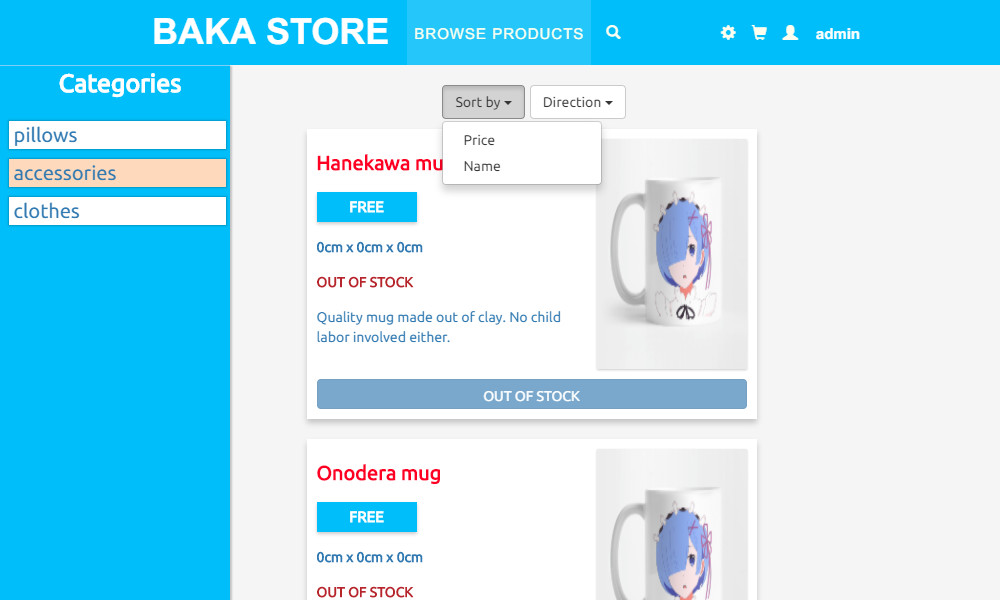 BAKA STORE
BROWSE PRODUCTS
admin
Categories
pillows
accessories
clothes
Sort by
Direction
Price
Name
Hanekawa mu
FREE
0cm x 0cm x 0cm
OUT OF STOCK
Quality mug made out of clay. No child
labor involved either.
OUT OF STOCK
Onodera mug
FREE
0cm x 0cm x 0cm
OUT OF STOCK